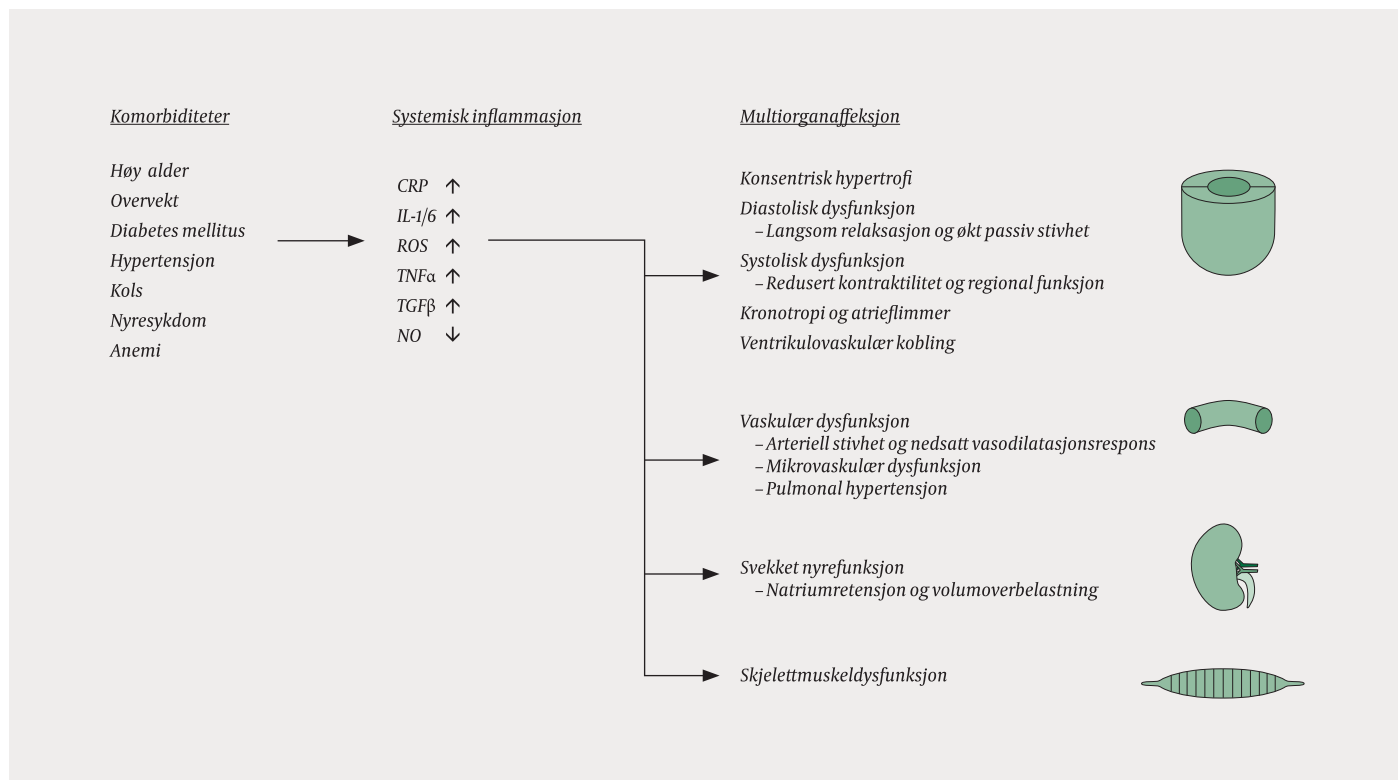 Komorbiditeter
Høy alder
Overvekt
Diabetes mellitus
Hypertensjon
Kols
Nyresykdom
Anemi
Systemisk inflammasjon
CRP ↑
IL-1/6 ↑
ROS ↑
TNFα ↑
TGFβ ↑
NO ↓
Multiorganaffeksjon
Konsentrisk hypertrofi
Diastolisk dysfunksjon
– Langsom relaksasjon og økt passiv stivhet
Systolisk dysfunksjon
– Redusert kontraktilitet og regional funksjon
Kronotropi og atrieflimmer
Ventrikulovaskulær kobling
Vaskulær dysfunksjon
– Arteriell stivhet og nedsatt vasodilatasjonsrespons
– Mikrovaskulær dysfunksjon
– Pulmonal hypertensjon
Svekket nyrefunksjon
– Natriumretensjon og volumoverbelastning
Skjelettmuskeldysfunksjon